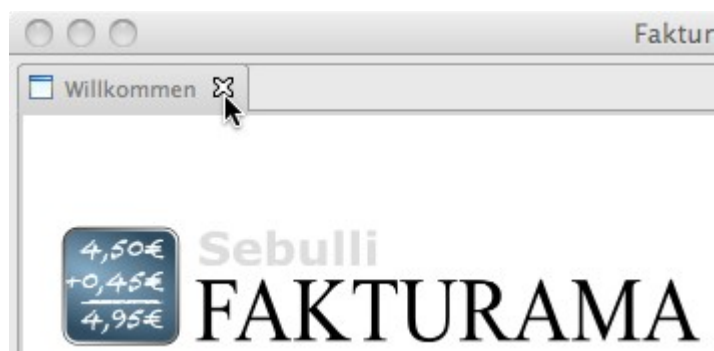 Faktur
Willkommen
4,50€
+0,45€
4,95€
Sebulli
FAKTURAMA